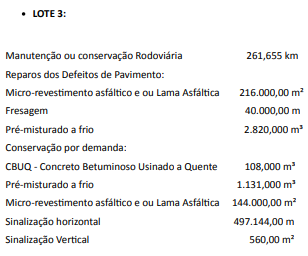 • LOTE 3:
Manutenção ou conservação Rodoviária 261,655 km
Reparos dos Defeitos de Pavimento:
Micro-revestimento asfáltico e ou Lama Asfáltica 216.000,00 m²
Fresagem 40.000,00 m
Pré-misturado a frio 2.820,000 m³
Conservação por demanda:
CBUQ - Concreto Betuminoso Usinado a Quente 108,000 m³
Pré-misturado a frio 1.131,000 m³
Micro-revestimento asfáltico e ou Lama Asfáltica 144.000,00 m²
Sinalização horizontal 497.144,00 m
Sinalização Vertical 560,00 m²